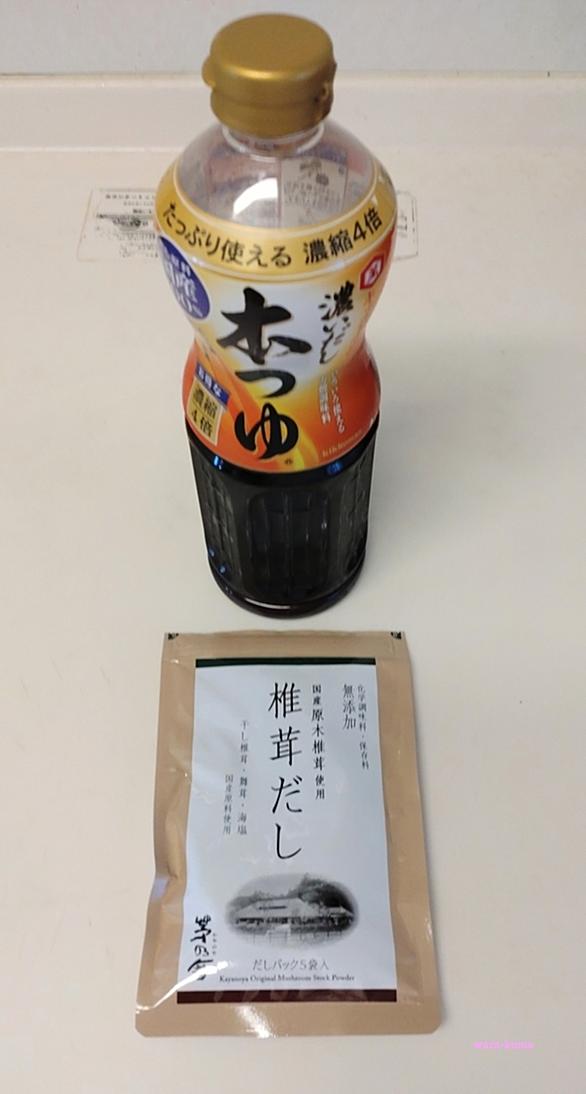 たっぷり使える 濃縮4倍
濃いだし
本つゆ
濃縮
4倍
kikkoman
化学調味料・保存料
無添加
国産 原木椎茸使用
椎茸だし
干し椎茸・舞茸・海塩
国産原料使用
茅乃舎
だしパック5袋入
Kayanoya Original Mushroom Stock Powder